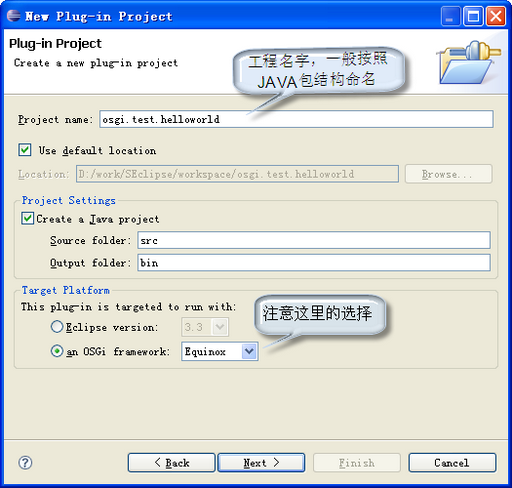 New Plug-in Project
Plug-in Project
Create a new plug-in project
工程名字，一般按照
JAVA包结构命名
Project name: osgi.test.helloworld
Use default location
Location: D:/work/SEclipse/workspace/osgi.test.helloworld Browse...
Project Settings
Create a Java project
Source folder: src
Output folder: bin
Target Platform
This plug-in is targeted to run with:
注意这里的选择
Eclipse version: 3.3
an OSGi framework: Equinox
? < Back Next > Finish Cancel